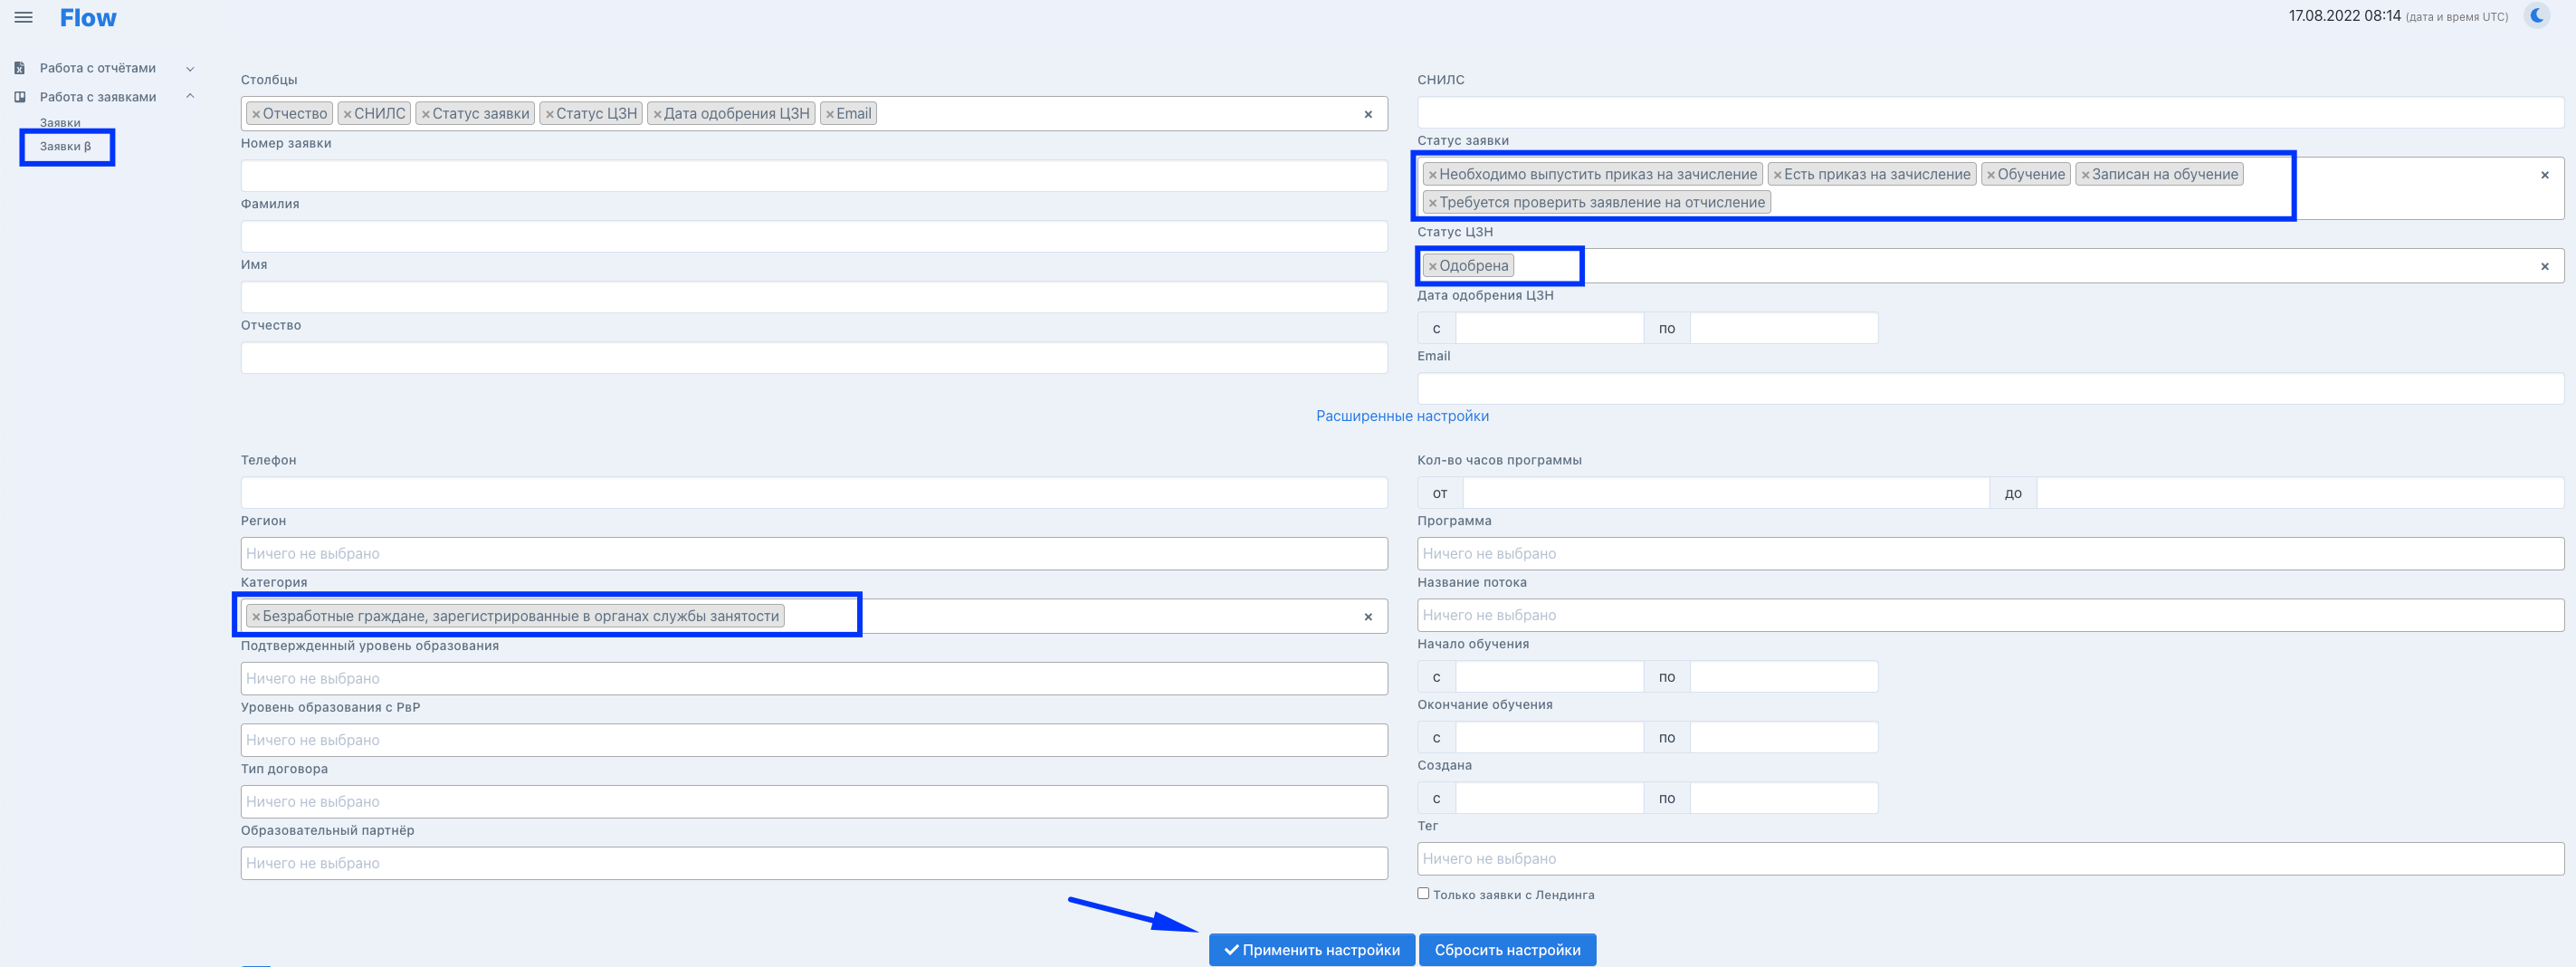 Flow
17.08.2022 08:14 (дата и время UTC)
Работа с отчётами
Работа с заявками
Заявки
Заявки β
Столбцы
×Отчество ×СНИЛС ×Статус заявки ×Статус ЦЗН ×Дата одобрения ЦЗН ×Email ×
Номер заявки
Фамилия
Имя
Отчество
СНИЛС
Статус заявки
×Необходимо выпустить приказ на зачисление ×Есть приказ на зачисление ×Обучение ×Записан на обучение ×
×Требуется проверить заявление на отчисление
Статус ЦЗН
×Одобрена ×
Дата одобрения ЦЗН
с по
Email
Расширенные настройки
Телефон
Регион
Ничего не выбрано
Категория
×Безработные граждане, зарегистрированные в органах службы занятости ×
Подтвержденный уровень образования
Ничего не выбрано
Уровень образования с РвР
Ничего не выбрано
Тип договора
Ничего не выбрано
Образовательный партнёр
Ничего не выбрано
Кол-во часов программы
от до
Программа
Ничего не выбрано
Название потока
Ничего не выбрано
Начало обучения
с по
Окончание обучения
с по
Создана
с по
Тег
Ничего не выбрано
Только заявки с Лендинга
Применить настройки Сбросить настройки